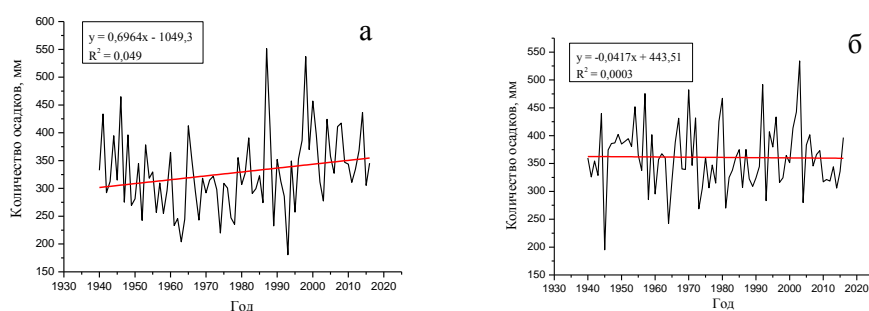 а
y = 0,6964x - 1049,3
R² = 0,049
Количество осадков, мм
600
550
500
450
400
350
300
250
200
150
1930 1940 1950 1960 1970 1980 1990 2000 2010 2020
Год
б
y = -0,0417x + 443,51
R² = 0,0003
Количество осадков, мм
550
500
450
400
350
300
250
200
150
1930 1940 1950 1960 1970 1980 1990 2000 2010 2020
Год